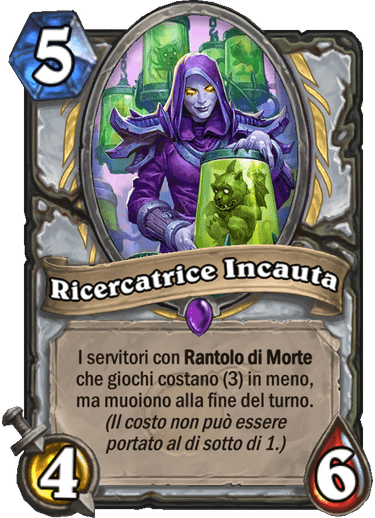 5
Ricercatrice Incauta
I servitori con Rantolo di Morte
che giochi costano (3) in meno,
ma muoiono alla fine del turno.
(Il costo non può essere
portato al di sotto di 1.)
4
6